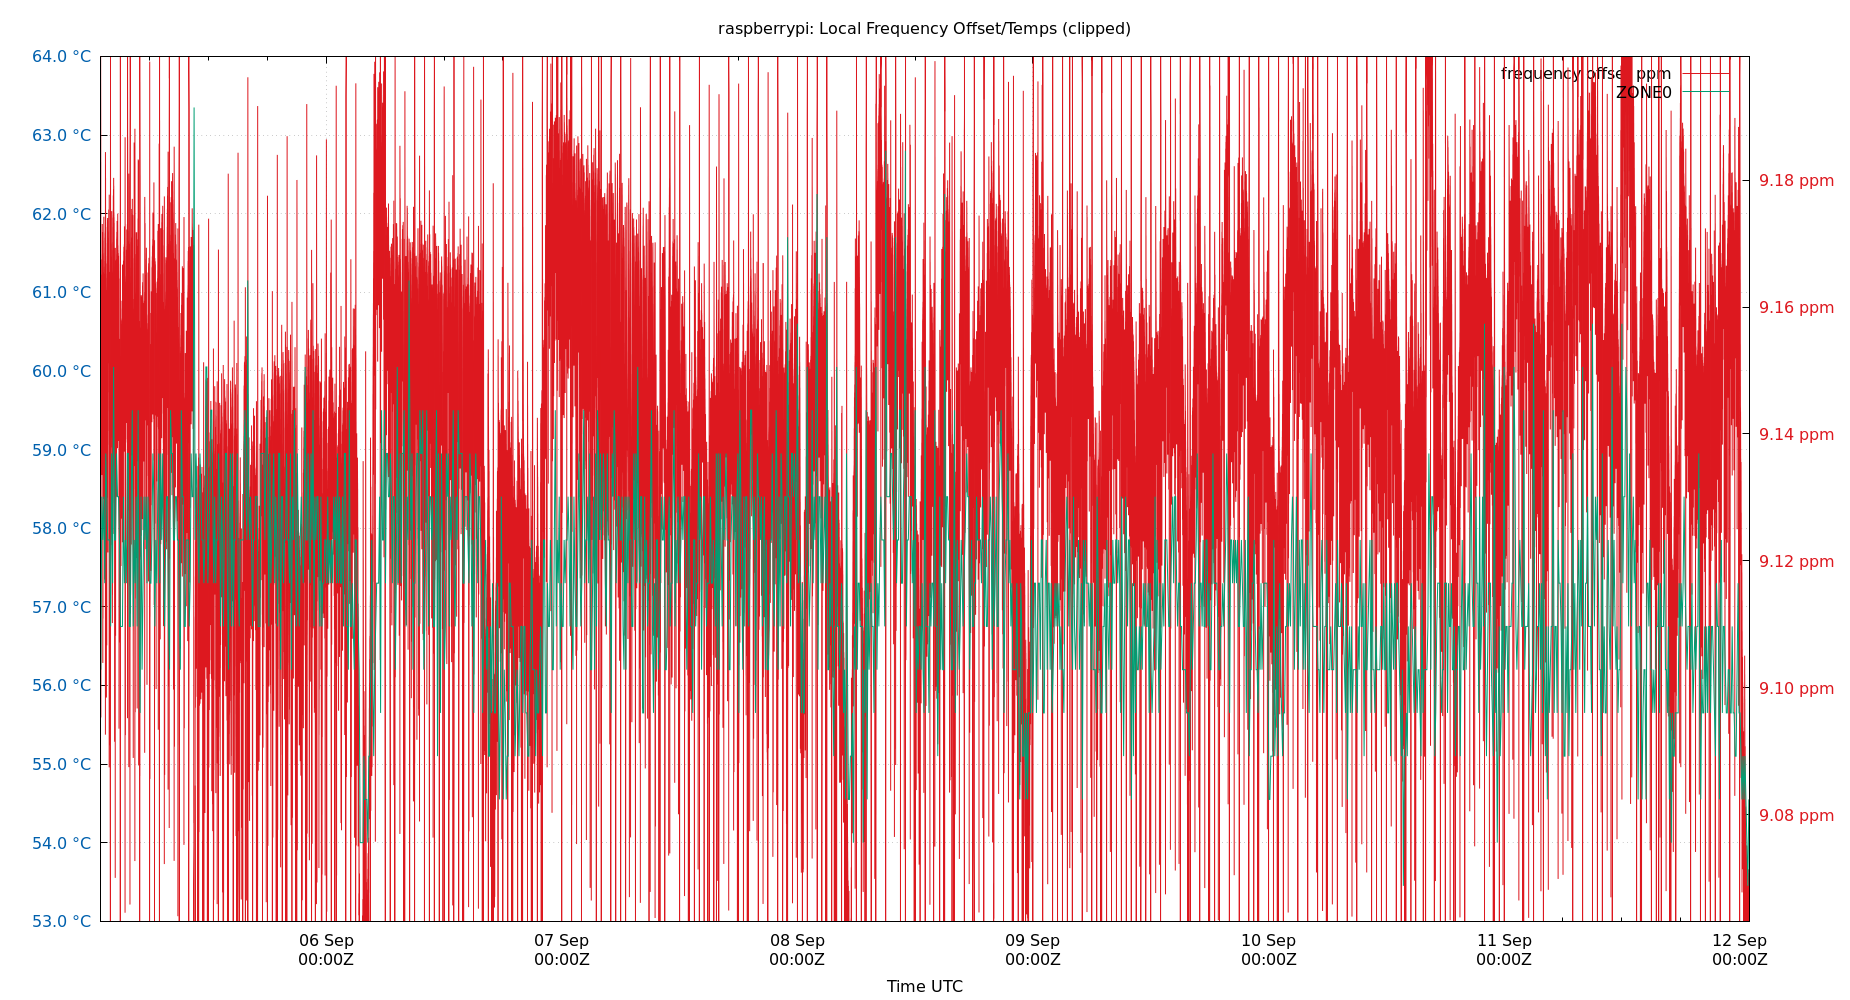 raspberrypi: Local Frequency Offset/Temps (clipped)
64.0 °C
63.0 °C
62.0 °C
61.0 °C
60.0 °C
59.0 °C
58.0 °C
57.0 °C
56.0 °C
55.0 °C
54.0 °C
53.0 °C
frequency offset ppm
ZONE0
9.18 ppm
9.16 ppm
9.14 ppm
9.12 ppm
9.10 ppm
9.08 ppm
06 Sep 07 Sep 08 Sep 09 Sep 10 Sep 11 Sep 12 Sep
00:00Z 00:00Z 00:00Z 00:00Z 00:00Z 00:00Z 00:00Z
Time UTC